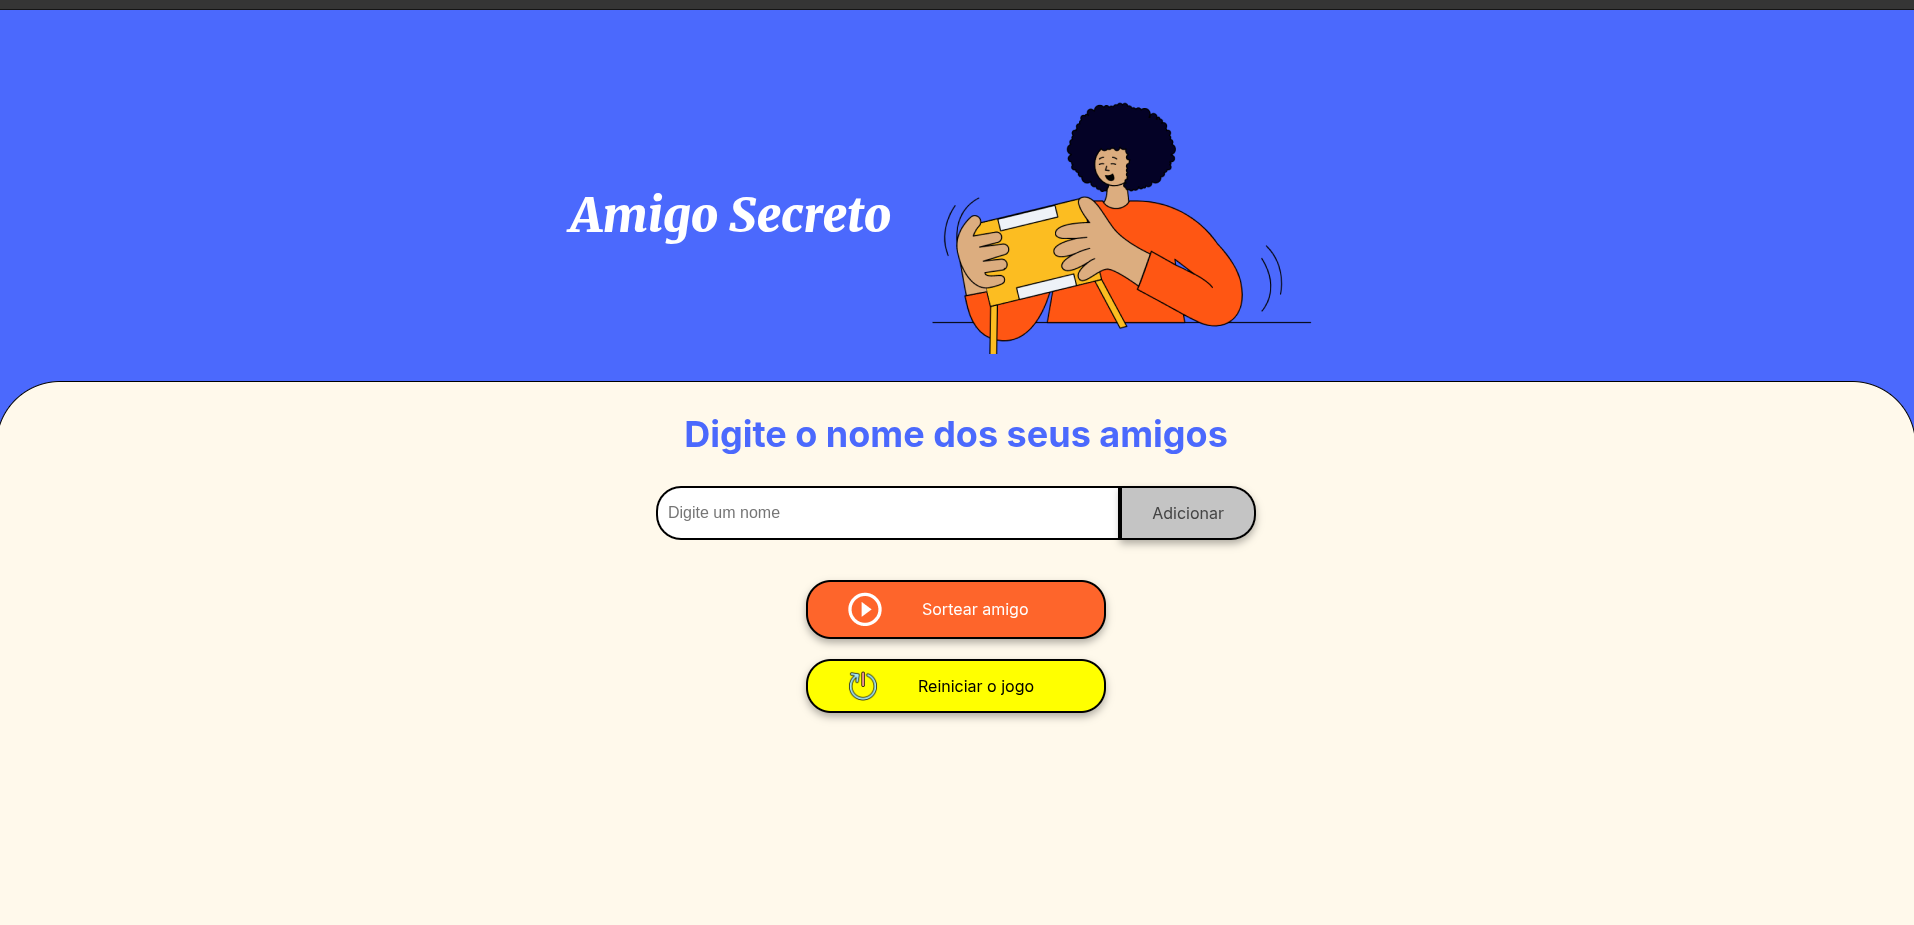 Amigo Secreto
Digite o nome dos seus amigos
Digite um nome
Adicionar
Sortear amigo
Reiniciar o jogo